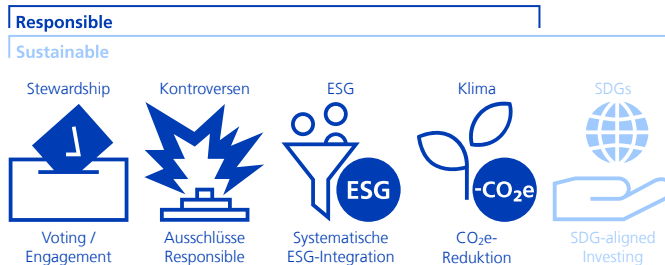 Responsible
Sustainable
Stewardship
Kontroversen
ESG
Klima
SDGs
ESG
-CO₂e
Voting /
Engagement
Ausschlüsse
Responsible
Systematische
ESG-Integration
CO₂e-
Reduktion
SDG-aligned
Investing